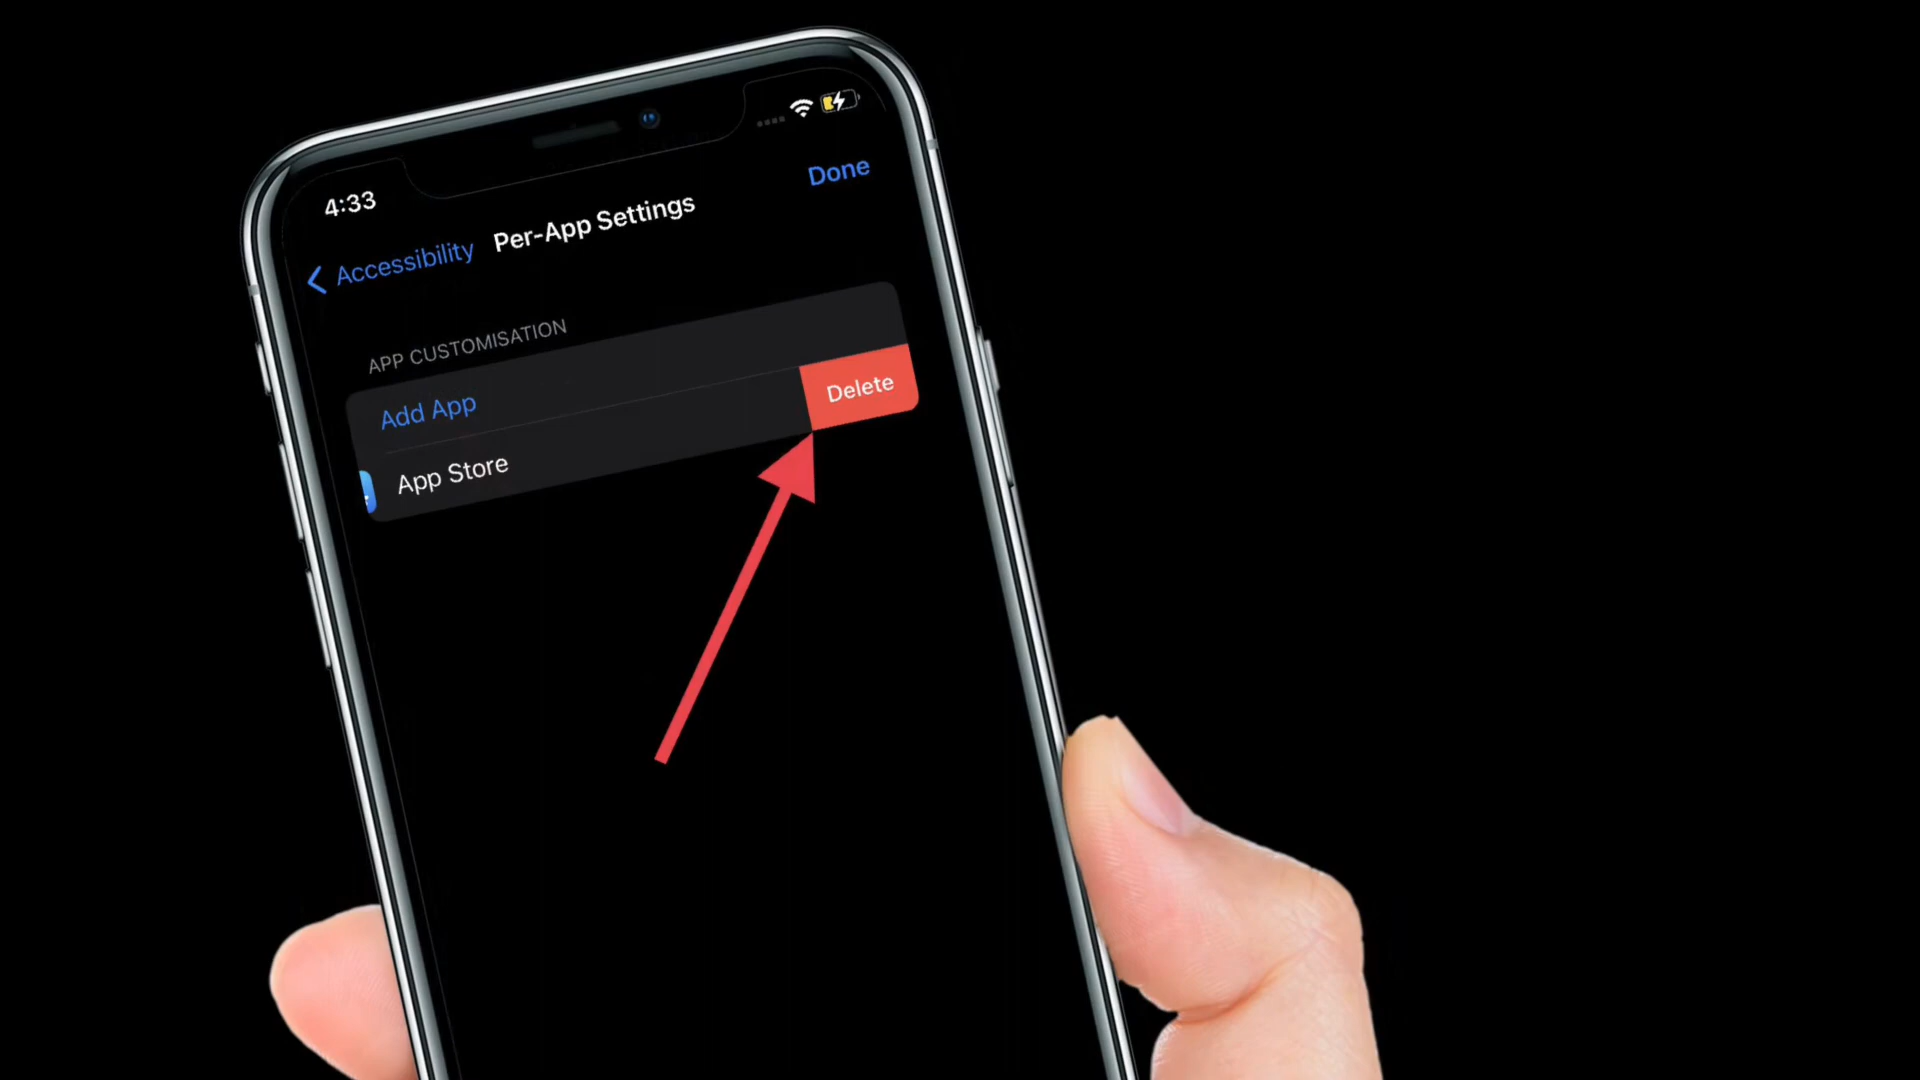 4:33
Done
Accessibility
Per-App Settings
APP CUSTOMISATION
Add App
App Store
Delete